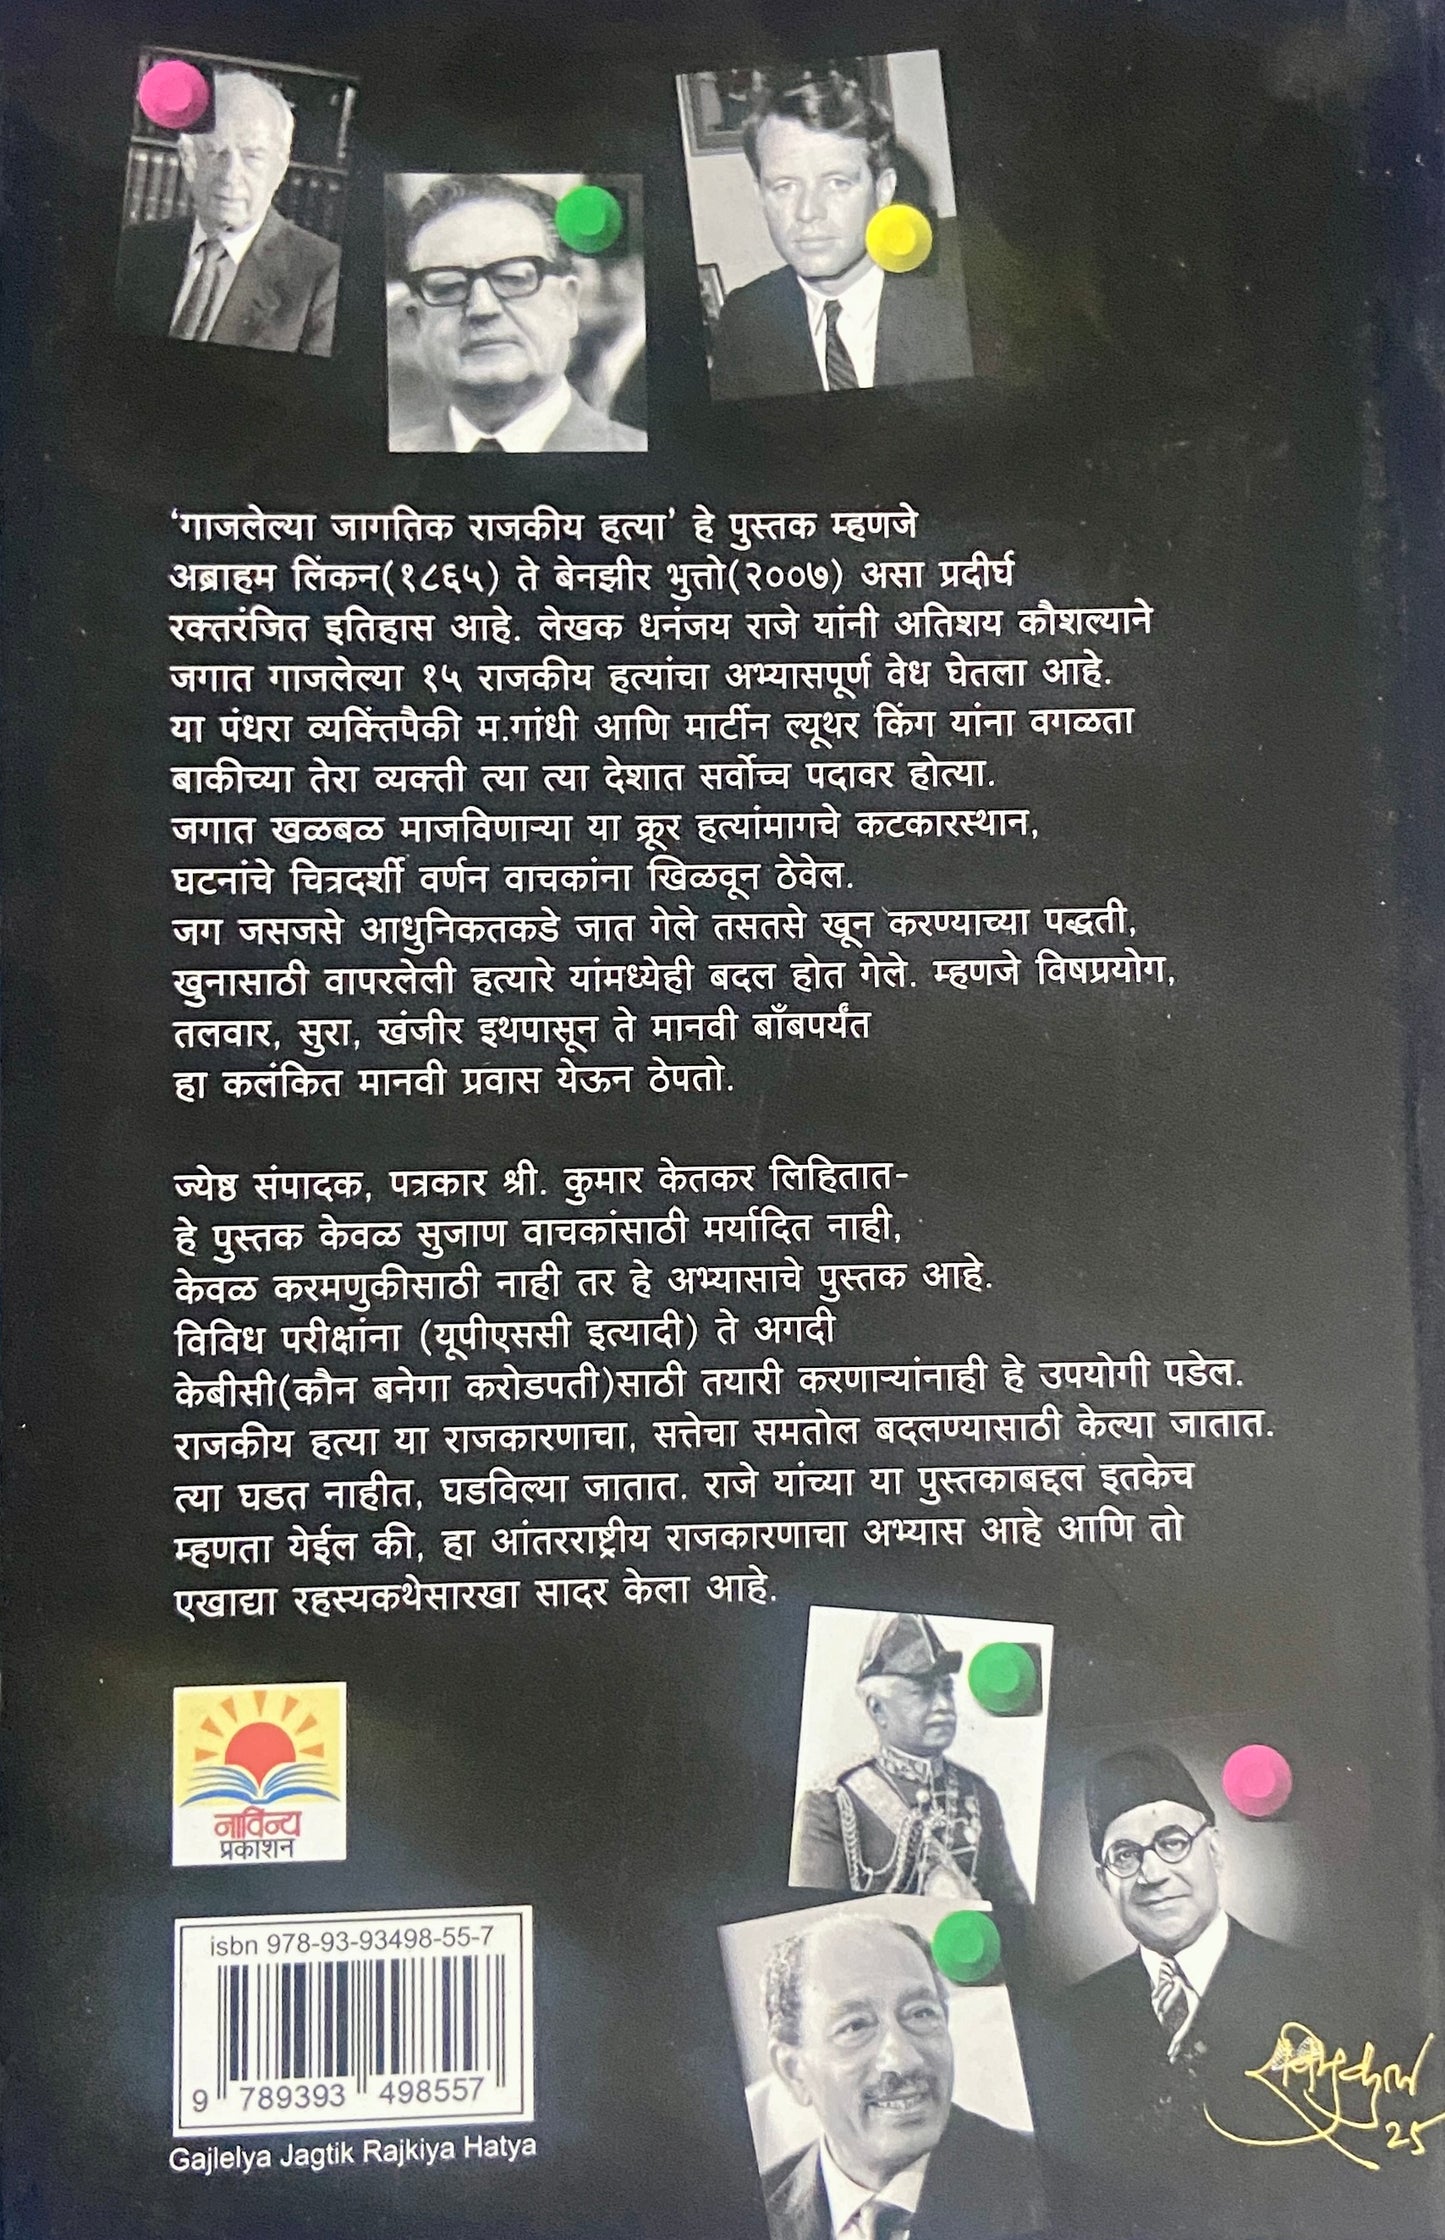 ‘गाजलेल्या जागतिक राजकीय हत्या’ हे पुस्तक म्हणजे
अब्राहम लिंकन(१८६५) ते बेनझीर भुत्तो(२००७) असा प्रदीर्घ
रक्तरंजित इतिहास आहे. लेखक धनंजय राजे यांनी अतिशय कौशल्याने
जगात गाजलेल्या १५ राजकीय हत्यांचा अभ्यासपूर्ण वेध घेतला आहे.
या पंधरा व्यक्तिंपैकी म.गांधी आणि मार्टीन ल्यूथर किंग यांना वगळता
बाकीच्या तेरा व्यक्ती त्या त्या देशात सर्वोच्च पदावर होत्या.
जगात खळबळ माजविणाऱ्या या क्रूर हत्यांमागचे कटकारस्थान,
घटनांचे चित्रदर्शी वर्णन वाचकांना खिळवून ठेवेल.
जग जसजसे आधुनिकतकडे जात गेले तसतसे खून करण्याच्या पद्धती,
खुनासाठी वापरलेली हत्यारे यांमध्येही बदल होत गेले. म्हणजे विषप्रयोग,
तलवार, सुरा, खंजीर इथपासून ते मानवी बाँबपर्यंत
हा कलंकित मानवी प्रवास येऊन ठेपतो.
ज्येष्ठ संपादक, पत्रकार श्री. कुमार केतकर लिहितात-
हे पुस्तक केवळ सुजाण वाचकांसाठी मर्यादित नाही,
केवळ करमणुकीसाठी नाही तर हे अभ्यासाचे पुस्तक आहे.
विविध परीक्षांना (यूपीएससी इत्यादी) ते अगदी
केबीसी(कौन बनेगा करोडपती)साठी तयारी करणाऱ्यांनाही हे उपयोगी पडेल.
राजकीय हत्या या राजकारणाचा, सत्तेचा समतोल बदलण्यासाठी केल्या जातात.
त्या घडत नाहीत, घडविल्या जातात. राजे यांच्या या पुस्तकाबद्दल इतकेच
म्हणता येईल की, हा आंतरराष्ट्रीय राजकारणाचा अभ्यास आहे आणि तो
एखाद्या रहस्यकथेसारखा सादर केला आहे.
नाविन्य
प्रकाशन
isbn 978-93-93498-55-7
9 789393 498557
Gajlelya Jagtik Rajkiya Hatya
25